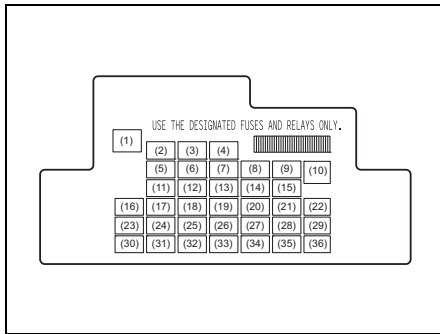 USE THE DESIGNATED FUSES AND RELAYS ONLY.
(1)
(2) (3) (4)
(5) (6) (7) (8) (9) (10)
(11) (12) (13) (14) (15)
(16) (17) (18) (19) (20) (21) (22)
(23) (24) (25) (26) (27) (28) (29)
(30) (31) (32) (33) (34) (35) (36)